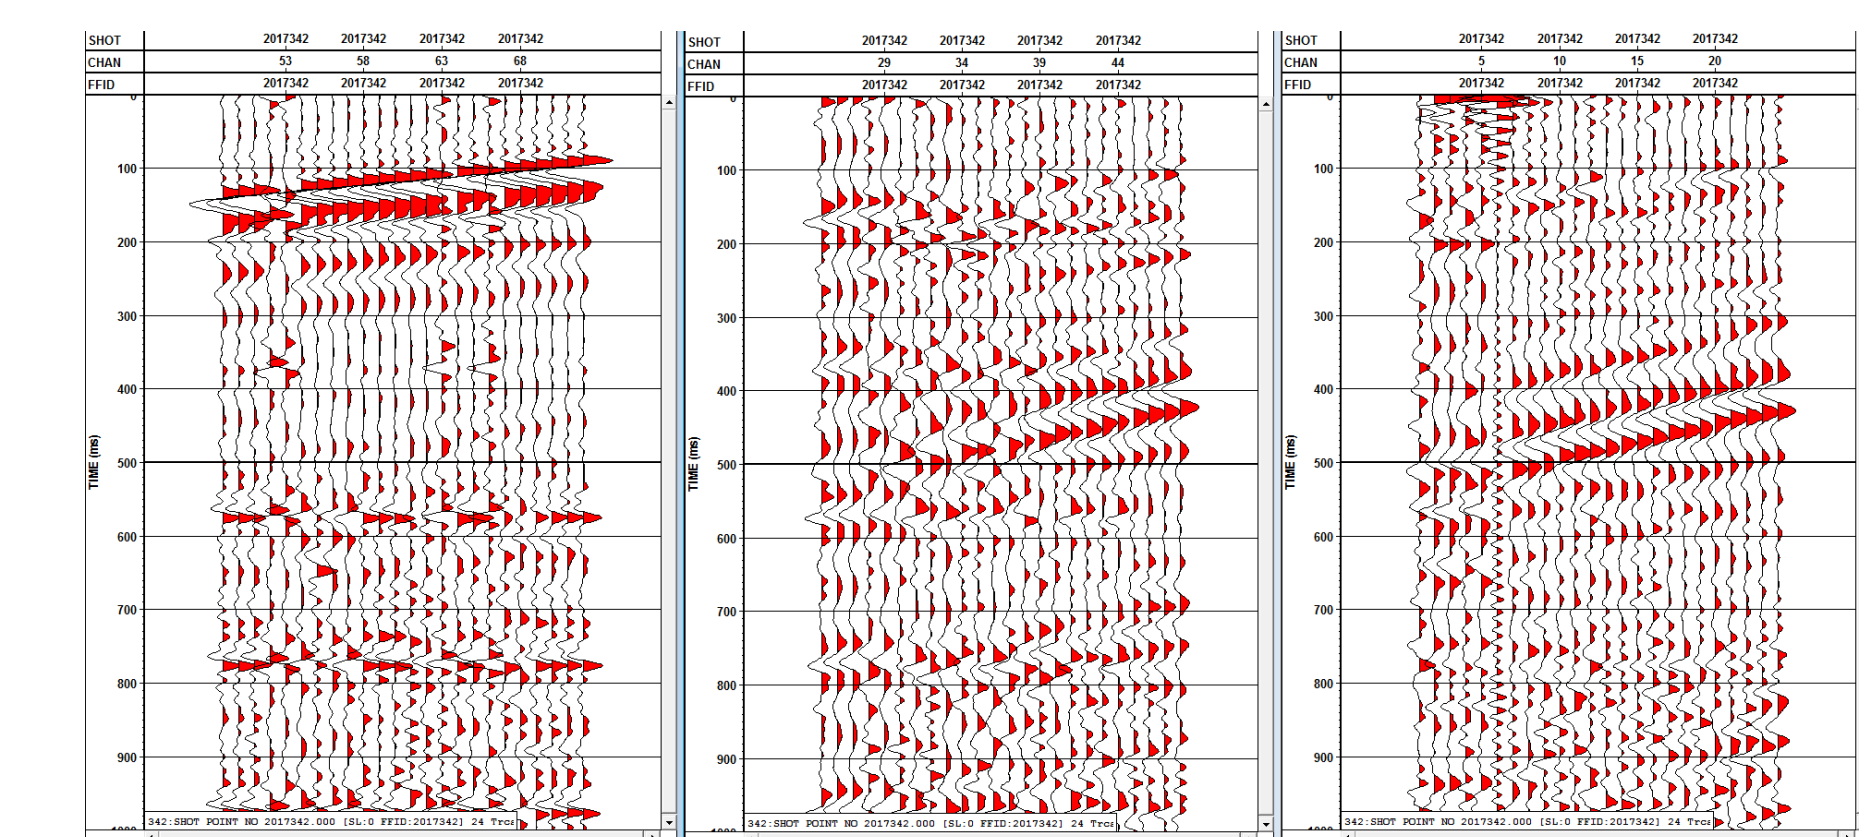 SHOT 2017342 2017342 2017342 2017342
CHAN 53 58 63 68
FFID 2017342 2017342 2017342 2017342
0
100
200
300
400
500
600
700
800
900
1000
TIME (ms)
342:SHOT POINT NO 2017342.000 [SL:0 FFID:2017342] 24 Trcs
SHOT 2017342 2017342 2017342 2017342
CHAN 29 34 39 44
FFID 2017342 2017342 2017342 2017342
0
100
200
300
400
500
600
700
800
900
1000
TIME (ms)
342:SHOT POINT NO 2017342.000 [SL:0 FFID:2017342] 24 Trcs
SHOT 2017342 2017342 2017342 2017342
CHAN 5 10 15 20
FFID 2017342 2017342 2017342 2017342
0
100
200
300
400
500
600
700
800
900
1000
TIME (ms)
342:SHOT POINT NO 2017342.000 [SL:0 FFID:2017342] 24 Trcs